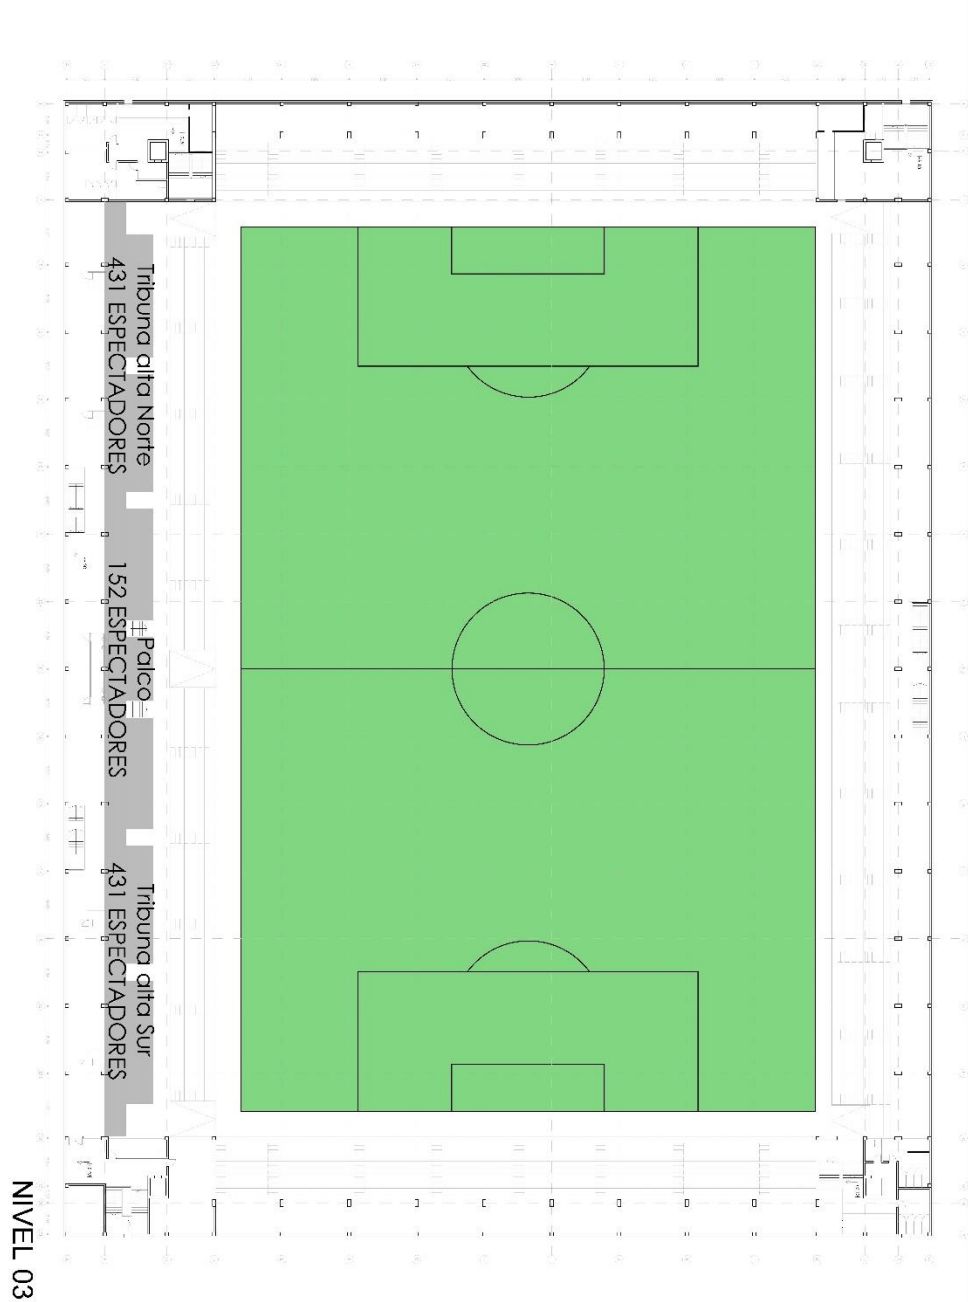 Tribuna alta Norte
431 ESPECTADORES
Palco
152 ESPECTADORES
Tribuna alta Sur
431 ESPECTADORES
NIVEL 03